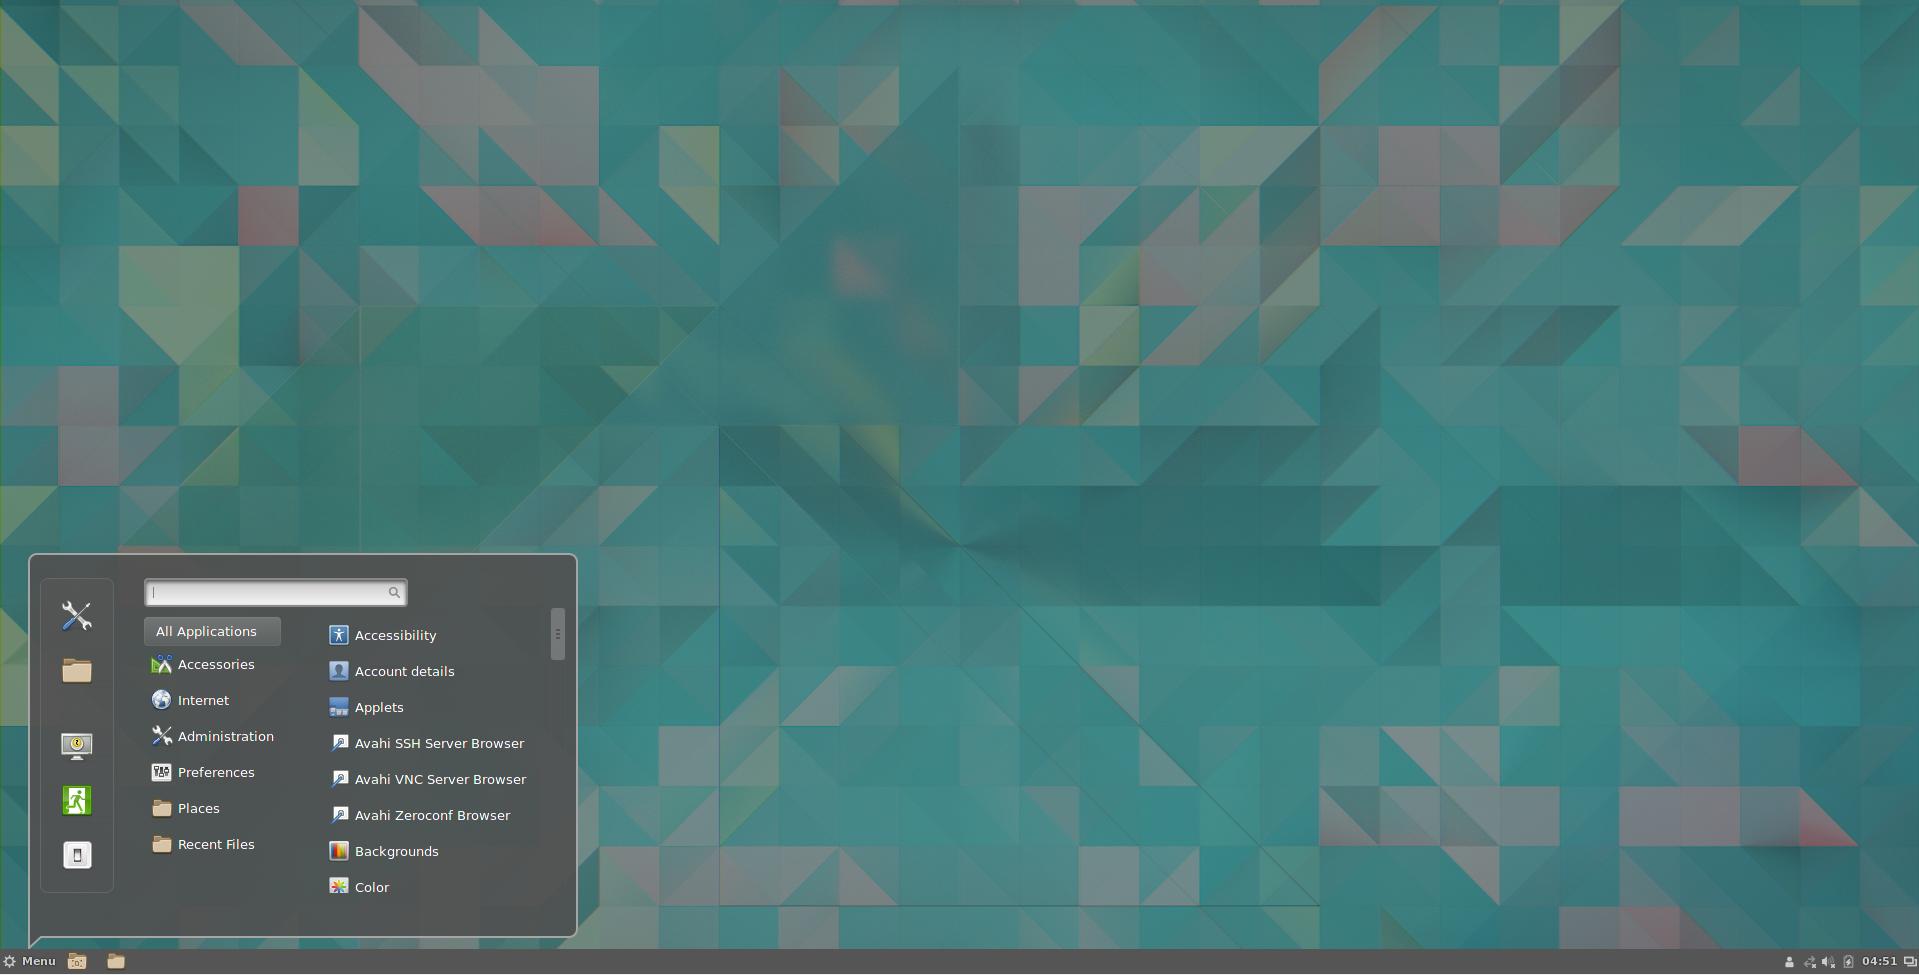 All Applications
Accessories
Internet
Administration
Preferences
Places
Recent Files
Accessibility
Account details
Applets
Avahi SSH Server Browser
Avahi VNC Server Browser
Avahi Zeroconf Browser
Backgrounds
Color
Menu
04:51